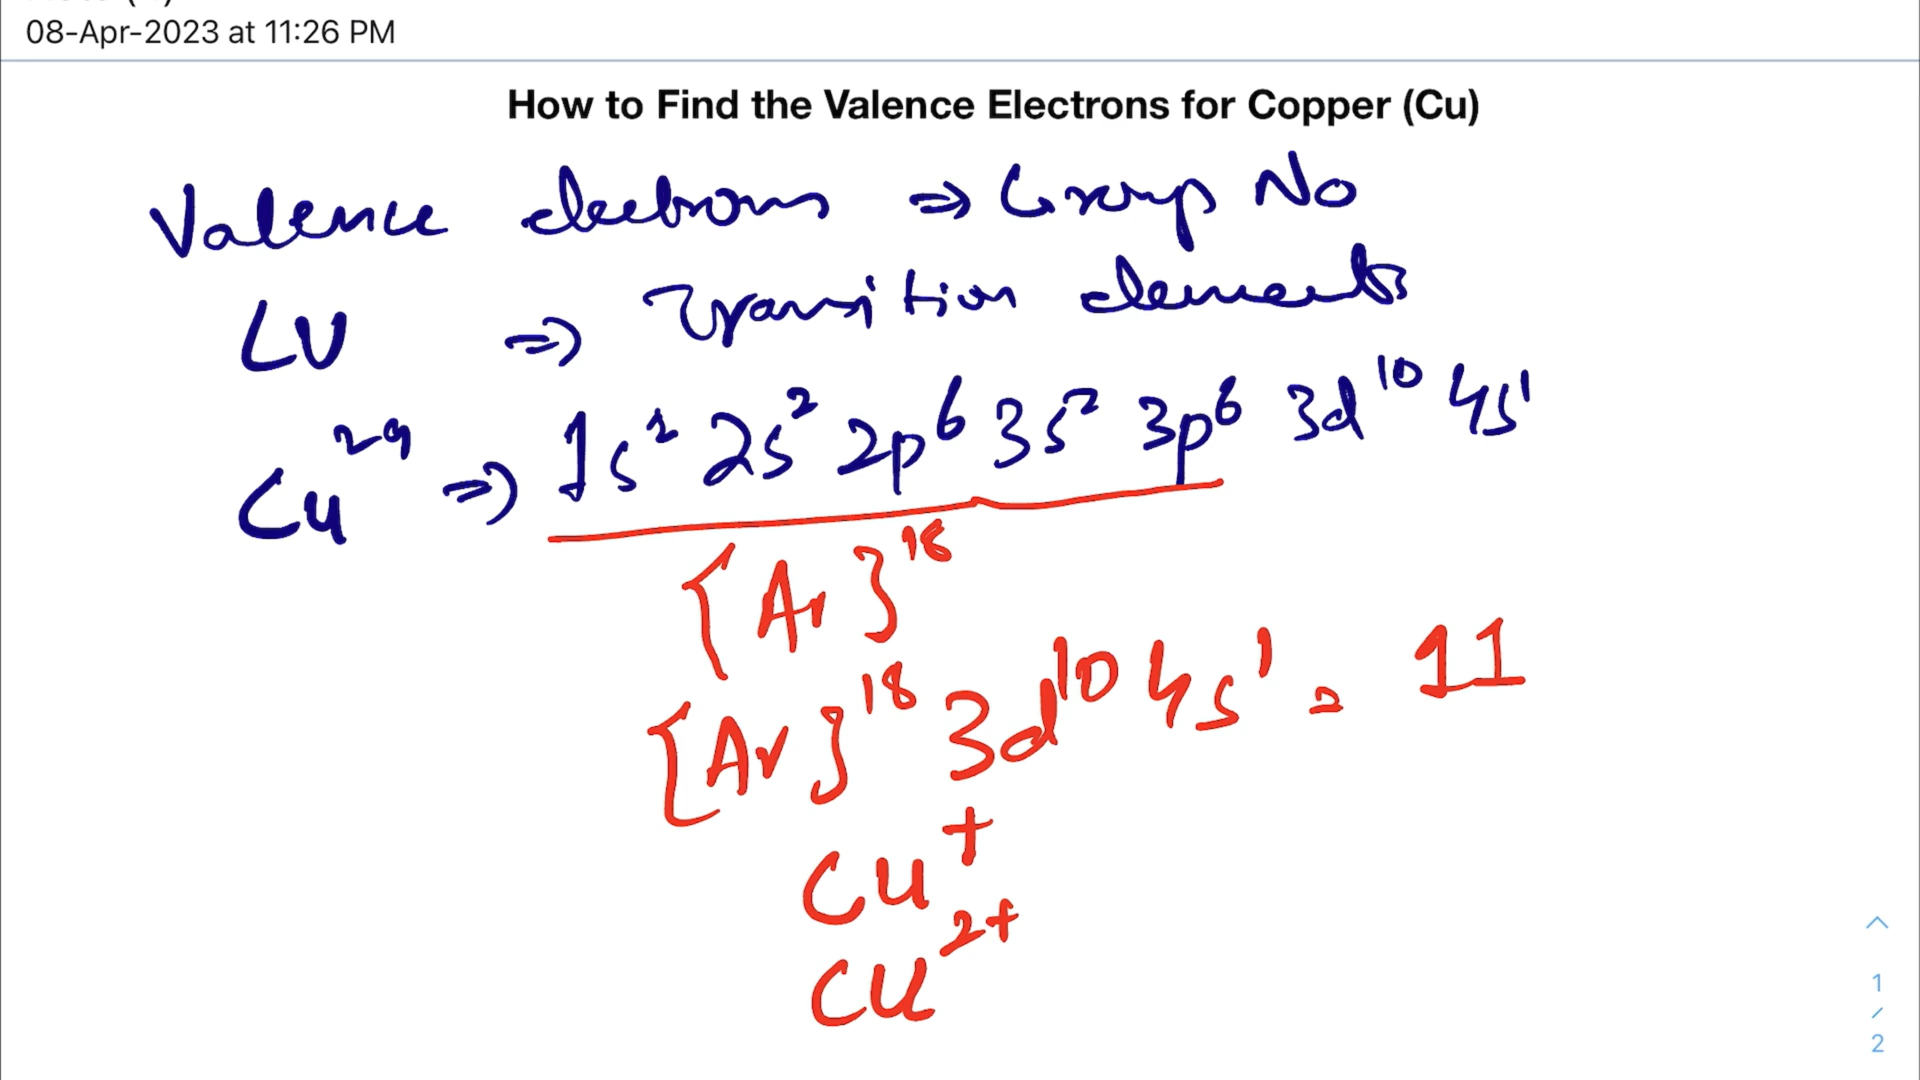 08-Apr-2023 at 11:26 PM
How to Find the Valence Electrons for Copper (Cu)
Valence electrons ⇒ Group No
Cu ⇒ Transition elements
Cu²⁹ ⇒ 1s² 2s² 2p⁶ 3s² 3p⁶ 3d¹⁰ 4s¹
[Ar]¹⁸
[Ar]¹⁸ 3d¹⁰ 4s¹ = 11
Cu⁺
Cu²⁺
1
/
2